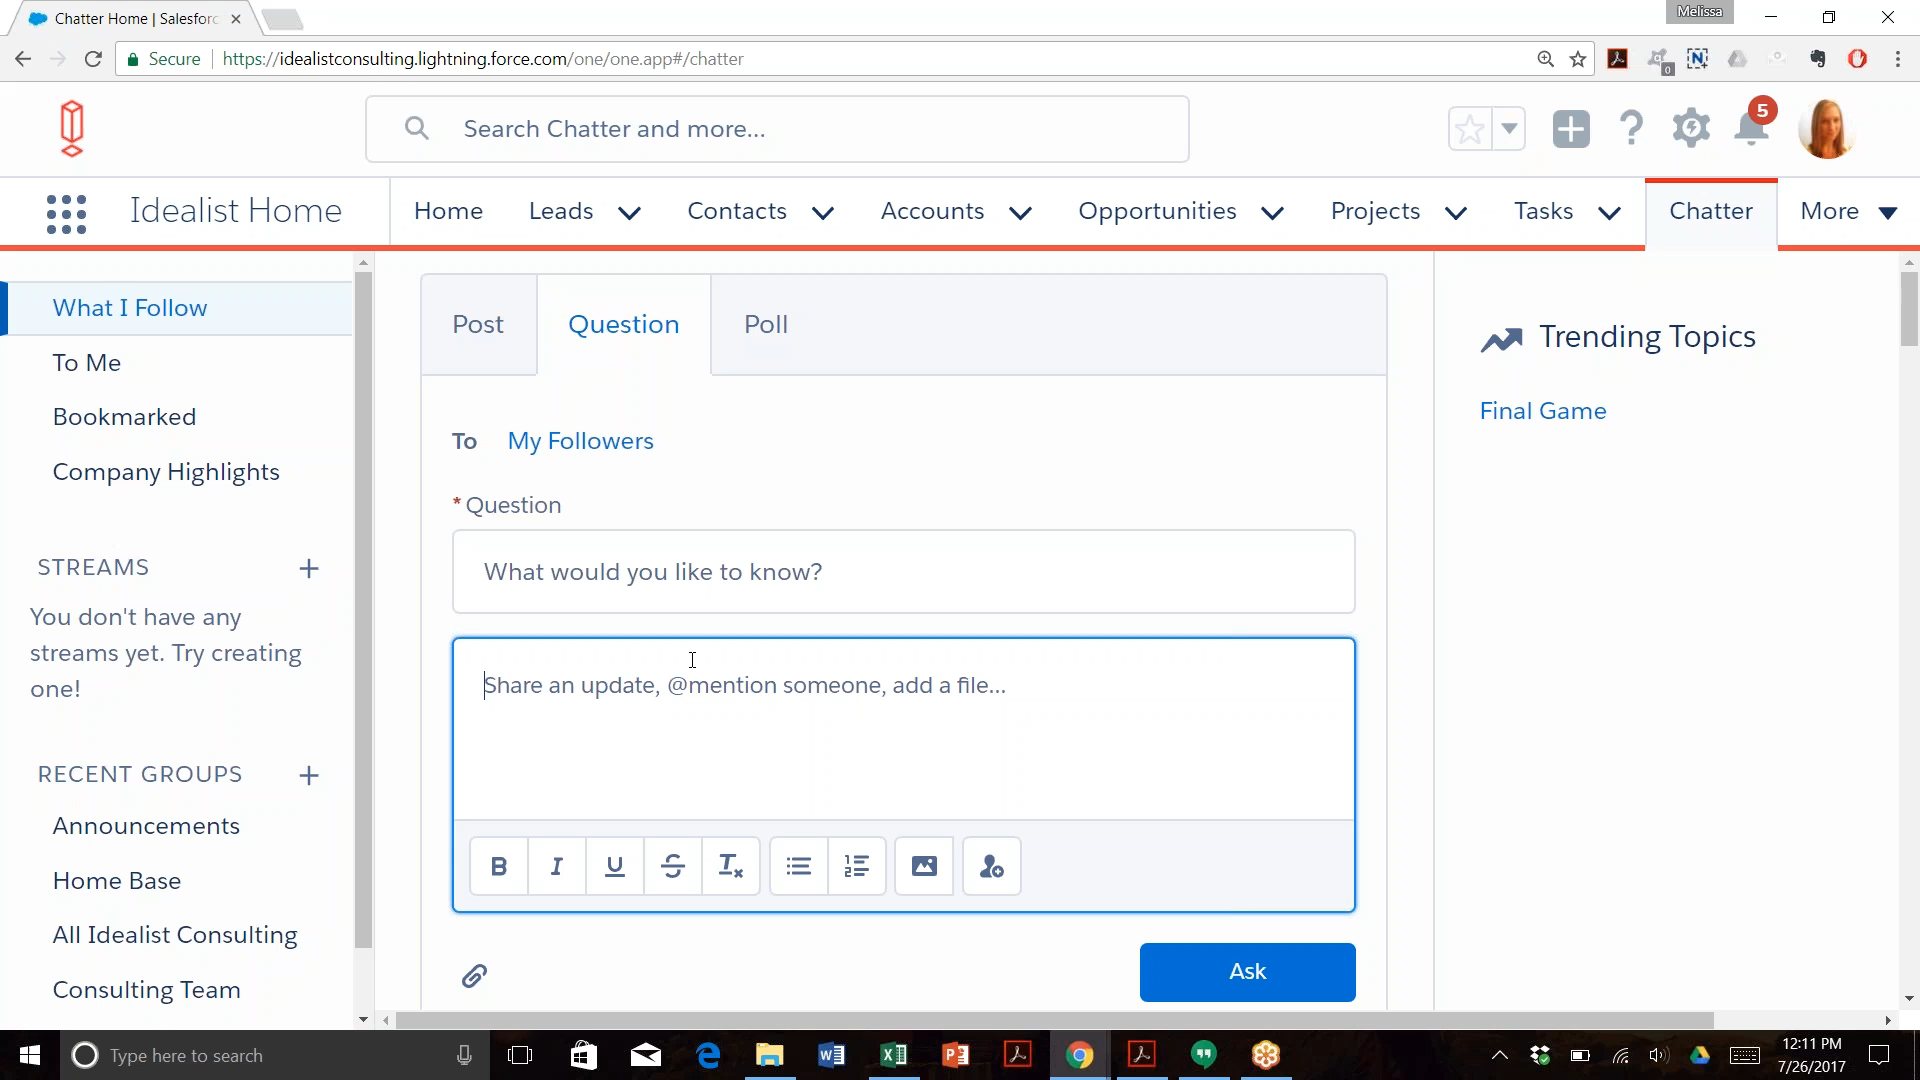 Chatter Home | Salesforc
Melissa
Secure
https://idealistconsulting.lightning.force.com/one/one.app#/chatter
0
Search Chatter and more...
5
Idealist Home
Home
Leads
Contacts
Accounts
Opportunities
Projects
Tasks
Chatter
More
What I Follow
To Me
Bookmarked
Company Highlights
STREAMS
You don't have any
streams yet. Try creating
one!
RECENT GROUPS
Announcements
Home Base
All Idealist Consulting
Consulting Team
Post
Question
Poll
To My Followers
* Question
What would you like to know?
Share an update, @mention someone, add a file...
B I U S Tx
Ask
Trending Topics
Final Game
Type here to search
12:11 PM
7/26/2017